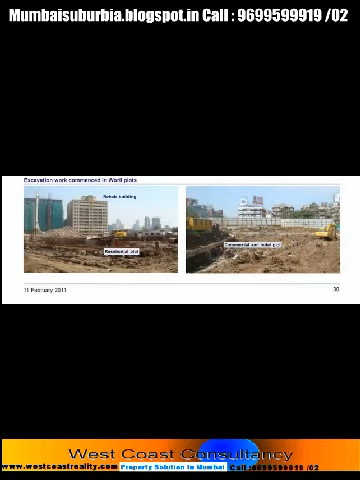 Mumbaisuburbia.blogspot.in Call : 9699599919 /02
Excavation work commenced in Worli plots
Rehab building
Residential plot
Commercial and hotel plot
11 February 2011
30
West Coast Consultancy
www.westcoastreality.com Property Solution In Mumbai Call :9699599919 /02